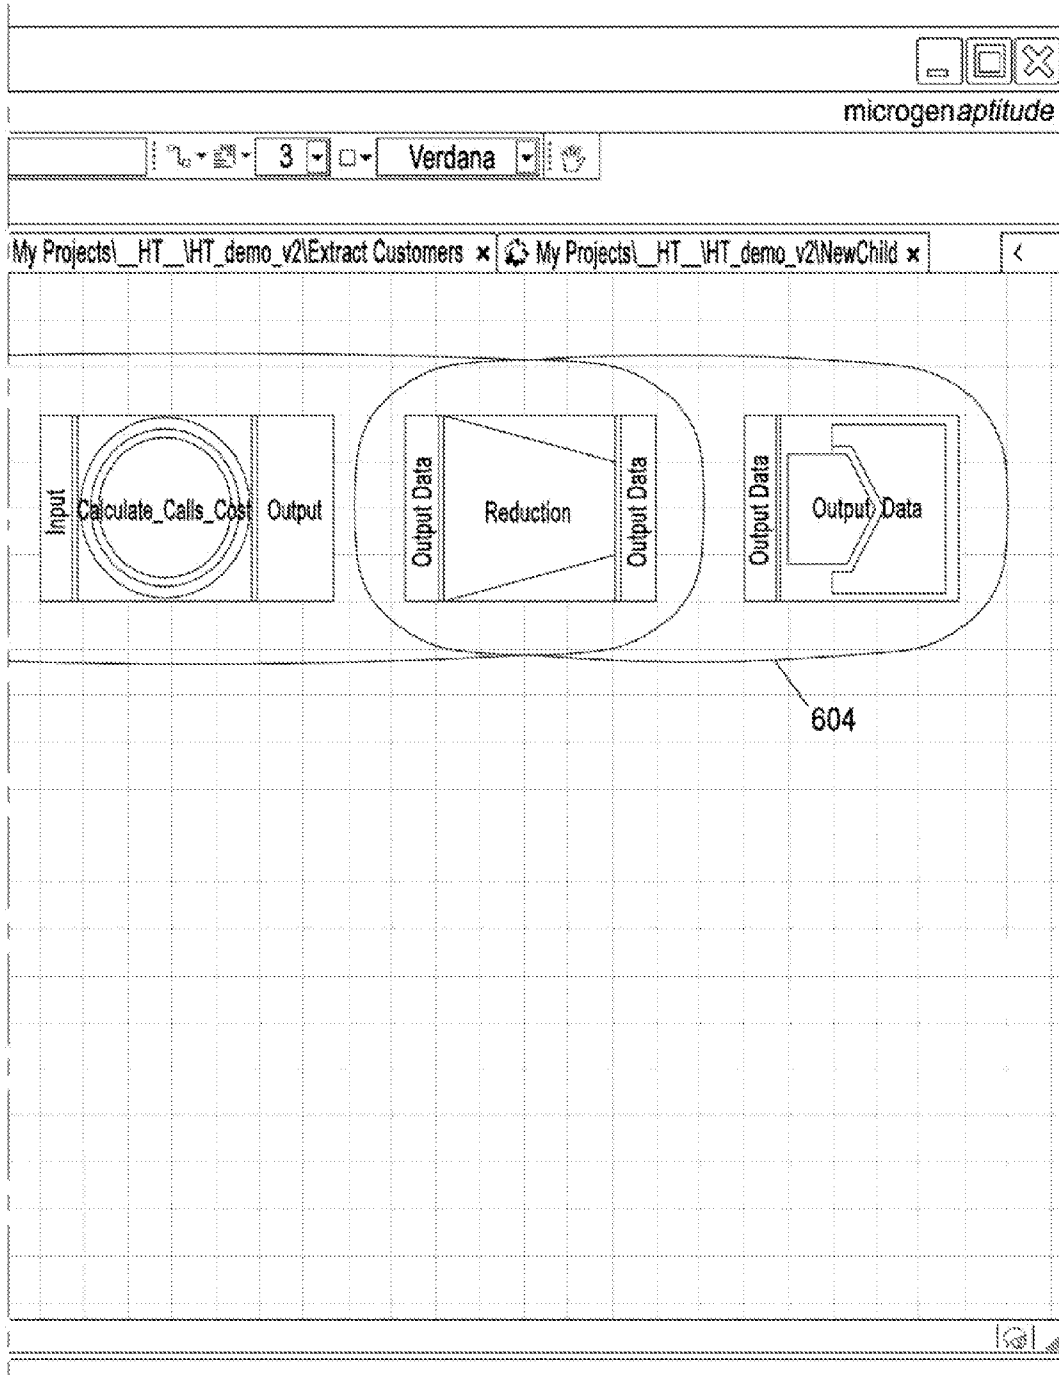 microgenaptitude
3 Verdana
My Projects\__HT__\HT_demo_v2\Extract Customers × My Projects\__HT__\HT_demo_v2\NewChild × <
Input Calculate_Calls_Cost Output
Output Data Reduction Output Data
Output Data Output Data
604